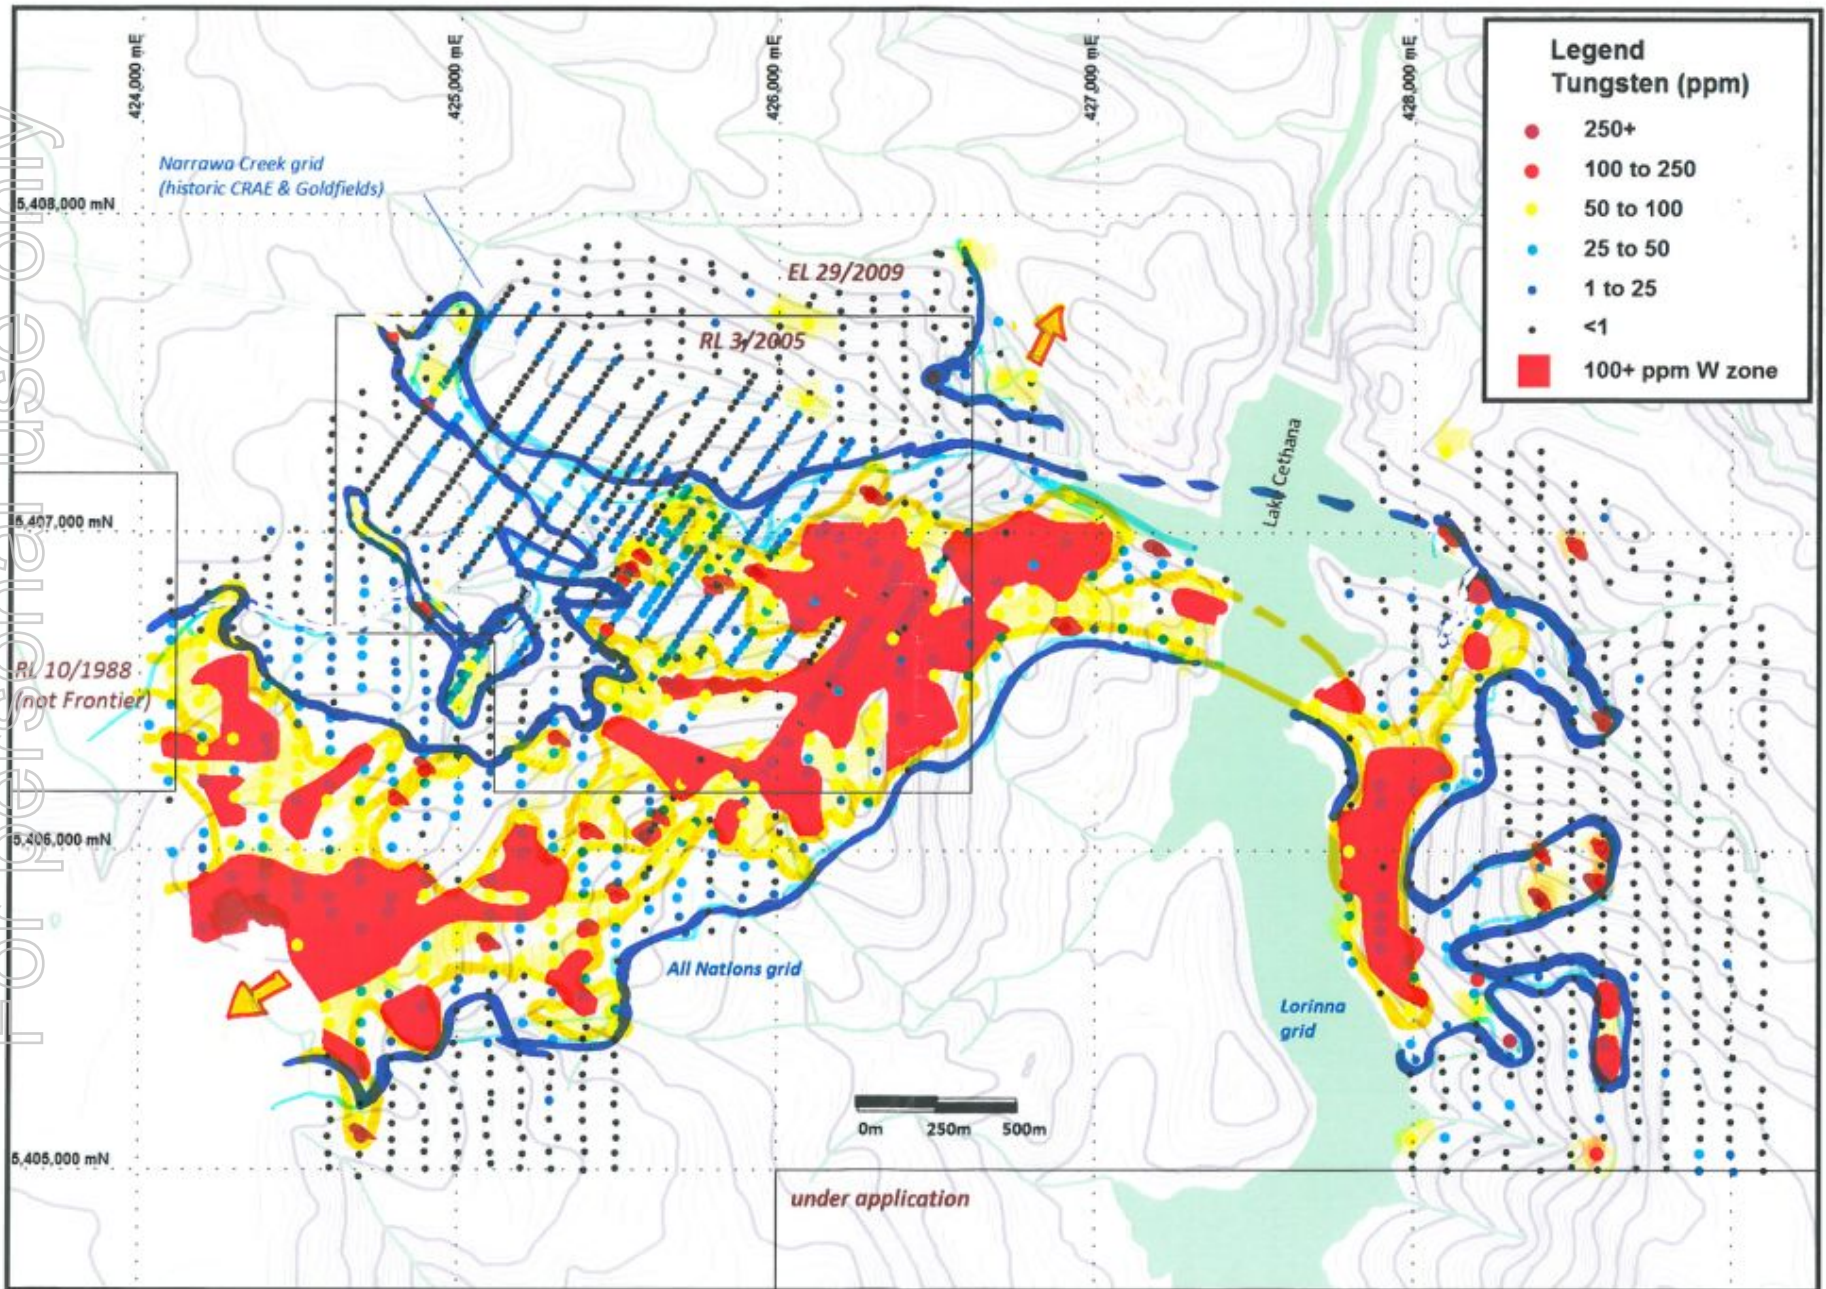 For personal use only
424,000 mE
425,000 mE
426,000 mE
427,000 mE
428,000 mE
Legend
Tungsten (ppm)
250+
100 to 250
50 to 100
25 to 50
1 to 25
<1
100+ ppm W zone
Narrawa Creek grid
(historic CRAE & Goldfields)
5,408,000 mN
EL 29/2009
RL 3/2005
Lake Cethana
5,407,000 mN
RL 10/1988
(not Frontier)
5,406,000 mN
All Nations grid
Lorinna
grid
0m 250m 500m
5,405,000 mN
under application